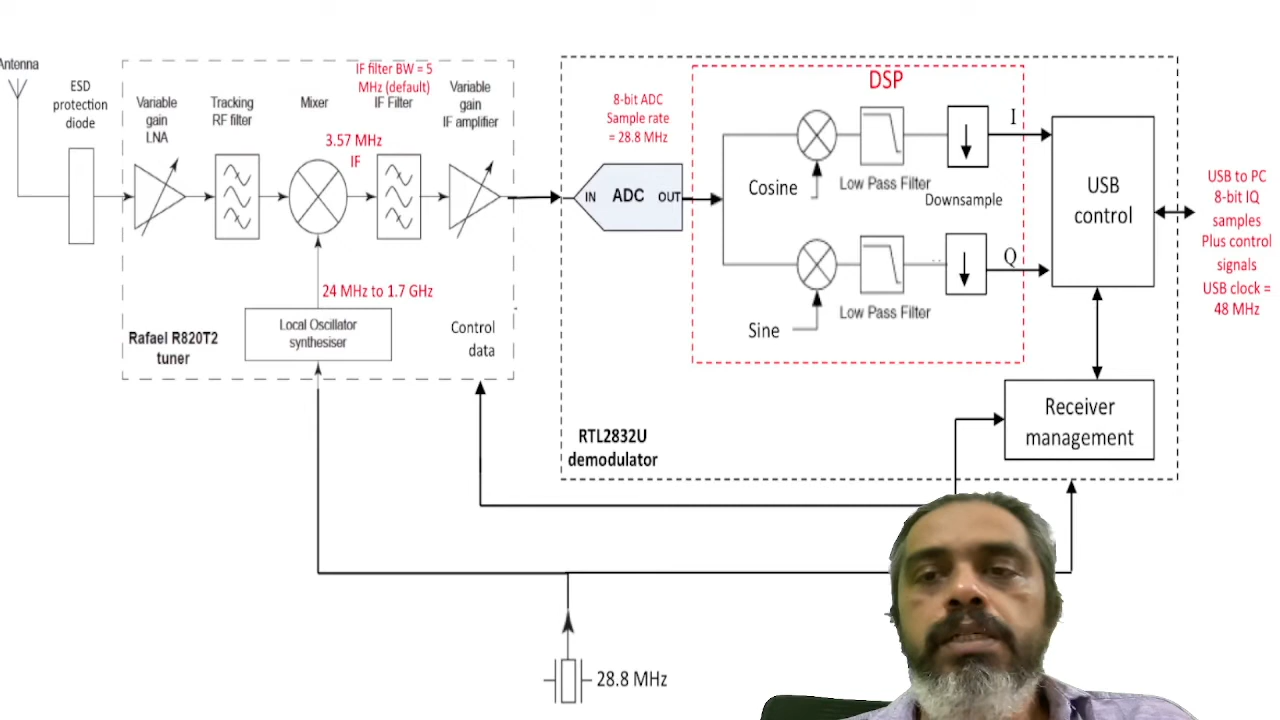 Antenna
ESD
protection
diode
Variable
gain
LNA
Tracking
RF filter
Mixer
IF filter BW = 5
MHz (default)
IF Filter
Variable
gain
IF amplifier
3.57 MHz
IF
24 MHz to 1.7 GHz
Local Oscillator
synthesiser
Rafael R820T2
tuner
Control
data
8-bit ADC
Sample rate
= 28.8 MHz
IN
ADC
OUT
DSP
Cosine
Low Pass Filter
Downsample
I
Sine
Low Pass Filter
Q
USB
control
USB to PC
8-bit IQ
samples
Plus control
signals
USB clock =
48 MHz
RTL2832U
demodulator
Receiver
management
28.8 MHz